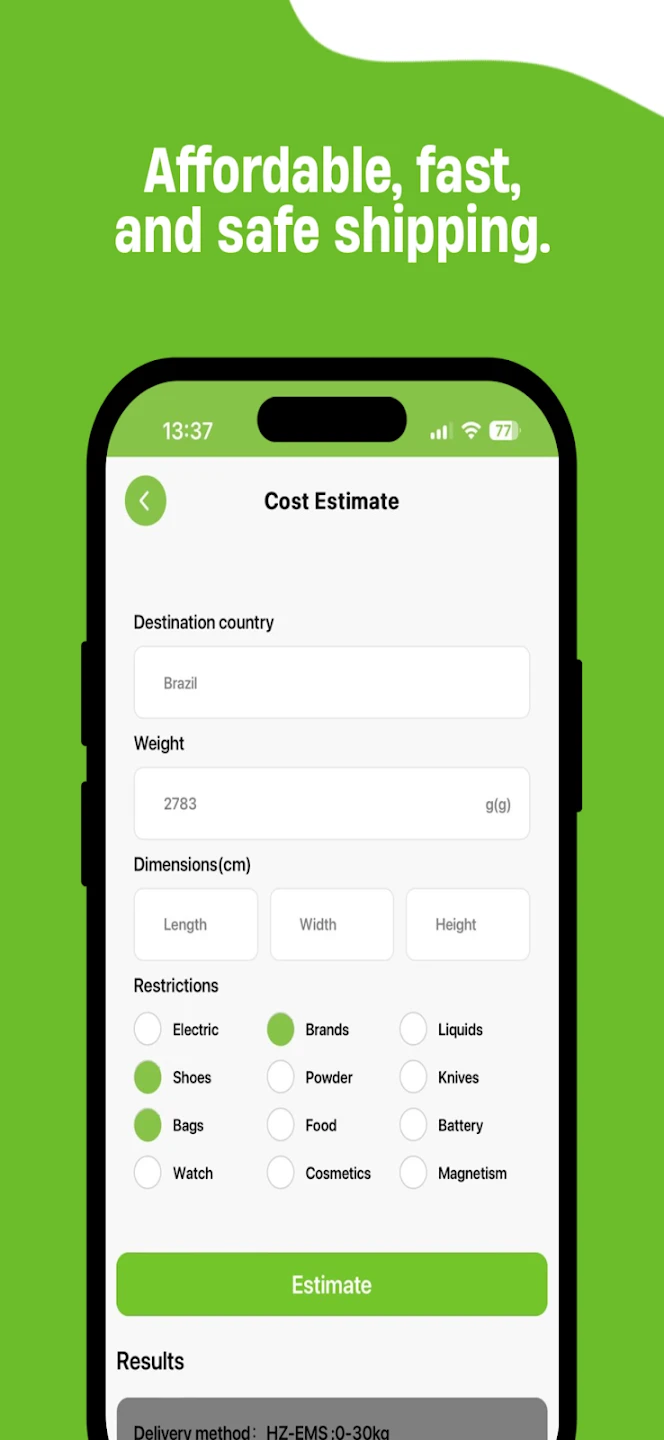 Affordable, fast,
and safe shipping.
13:37
77
Cost Estimate
Destination country
Brazil
Weight
2783 g(g)
Dimensions(cm)
Length Width Height
Restrictions
Electric Brands Liquids
Shoes Powder Knives
Bags Food Battery
Watch Cosmetics Magnetism
Estimate
Results
Delivery method： HZ-EMS :0-30kg